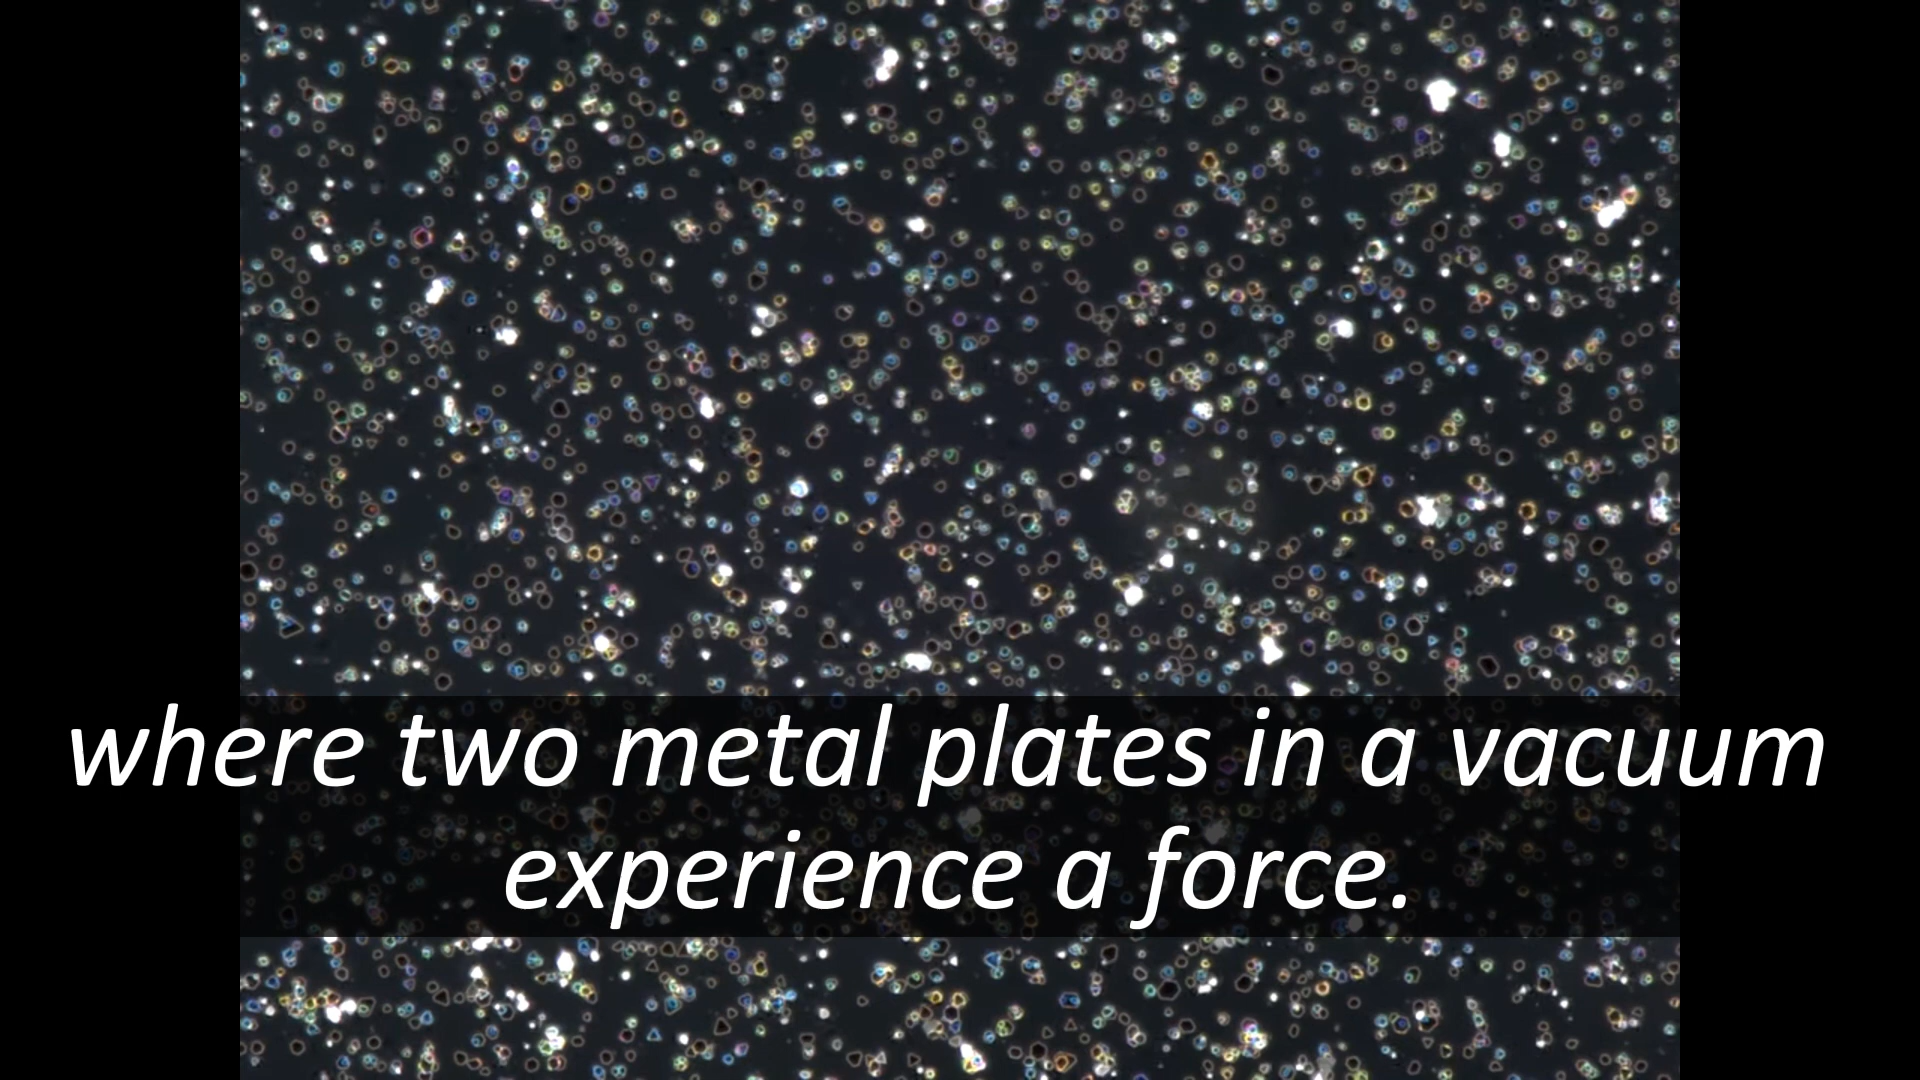 where two metal plates in a vacuum
experience a force.